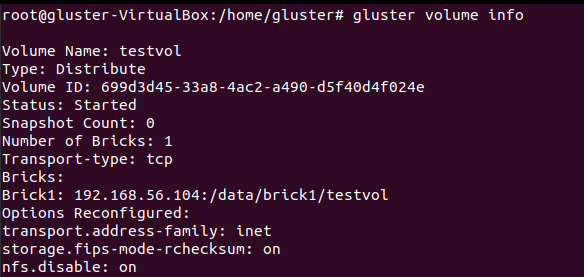 root@gluster-VirtualBox:/home/gluster# gluster volume info
Volume Name: testvol
Type: Distribute
Volume ID: 699d3d45-33a8-4ac2-a490-d5f40d4f024e
Status: Started
Snapshot Count: 0
Number of Bricks: 1
Transport-type: tcp
Bricks:
Brick1: 192.168.56.104:/data/brick1/testvol
Options Reconfigured:
transport.address-family: inet
storage.fips-mode-rchecksum: on
nfs.disable: on